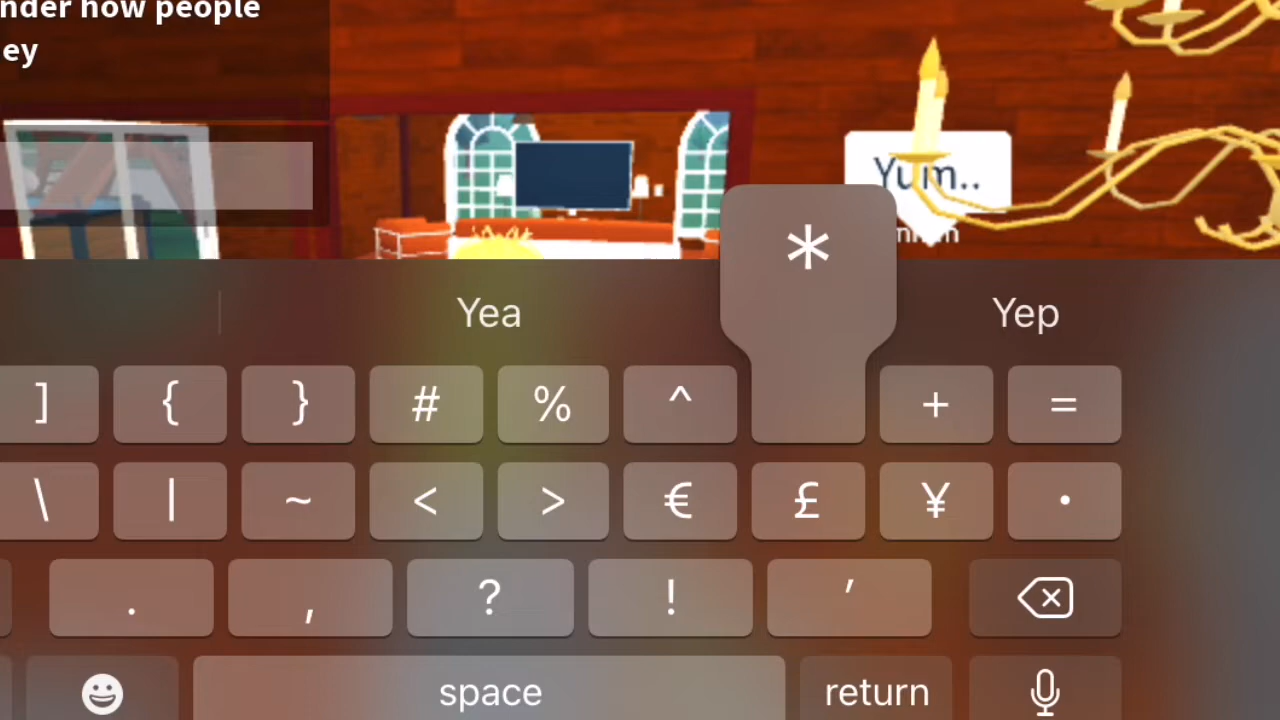 nder how people
ey
Yum..
*
Yea
Yep
] { } # % ^ + =
\ | ~ < > € £ ¥ •
. , ? ! ’
space return